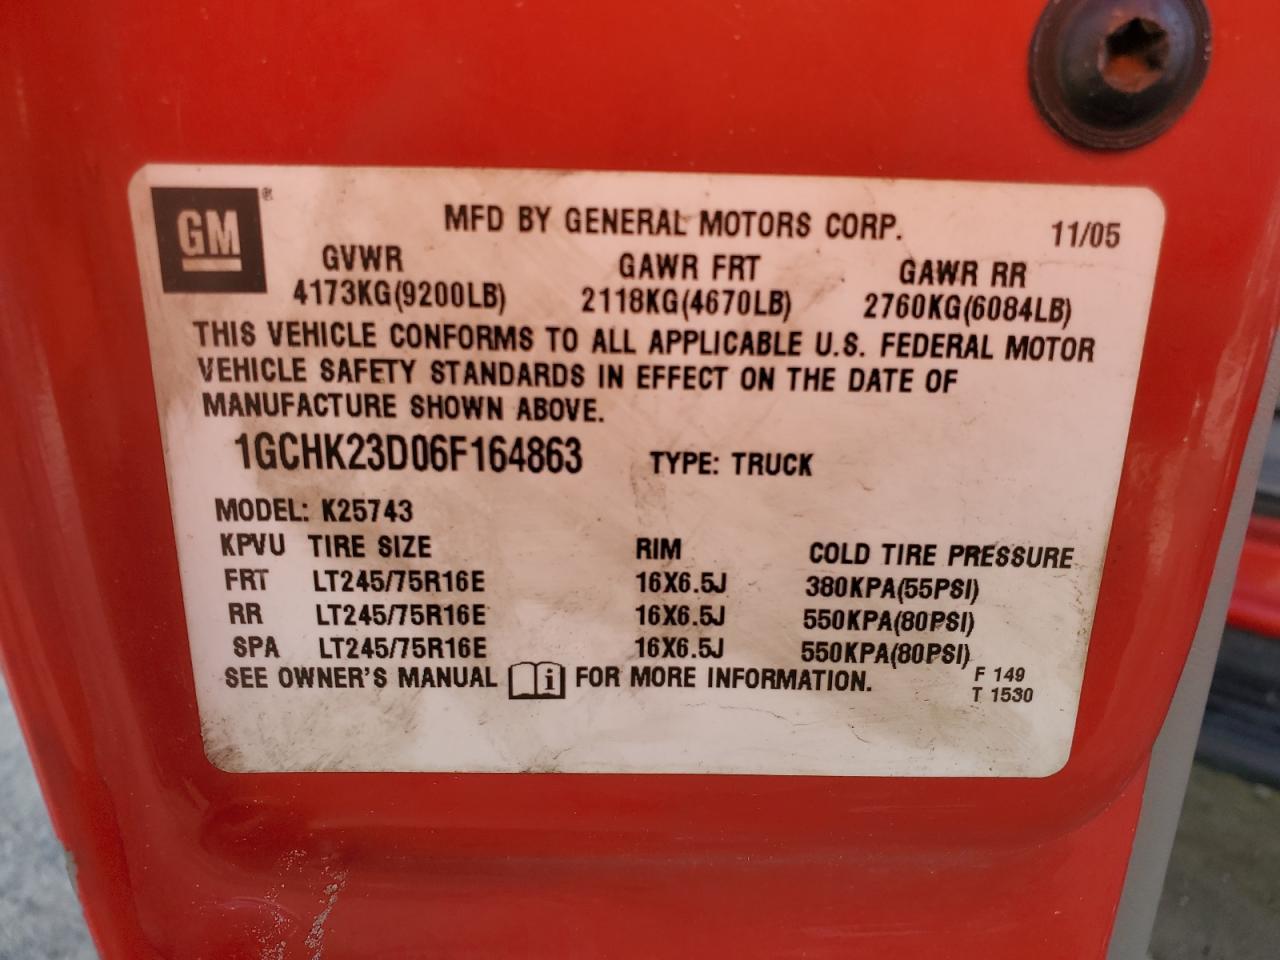 GM®
MFD BY GENERAL MOTORS CORP. 11/05
GVWR GAWR FRT GAWR RR
4173KG(9200LB) 2118KG(4670LB) 2760KG(6084LB)
THIS VEHICLE CONFORMS TO ALL APPLICABLE U.S. FEDERAL MOTOR
VEHICLE SAFETY STANDARDS IN EFFECT ON THE DATE OF
MANUFACTURE SHOWN ABOVE.
1GCHK23D06F164863 TYPE: TRUCK
MODEL: K25743
KPVU TIRE SIZE RIM COLD TIRE PRESSURE
FRT LT245/75R16E 16X6.5J 380KPA(55PSI)
RR LT245/75R16E 16X6.5J 550KPA(80PSI)
SPA LT245/75R16E 16X6.5J 550KPA(80PSI)
SEE OWNER'S MANUAL i FOR MORE INFORMATION.
F 149
T 1530